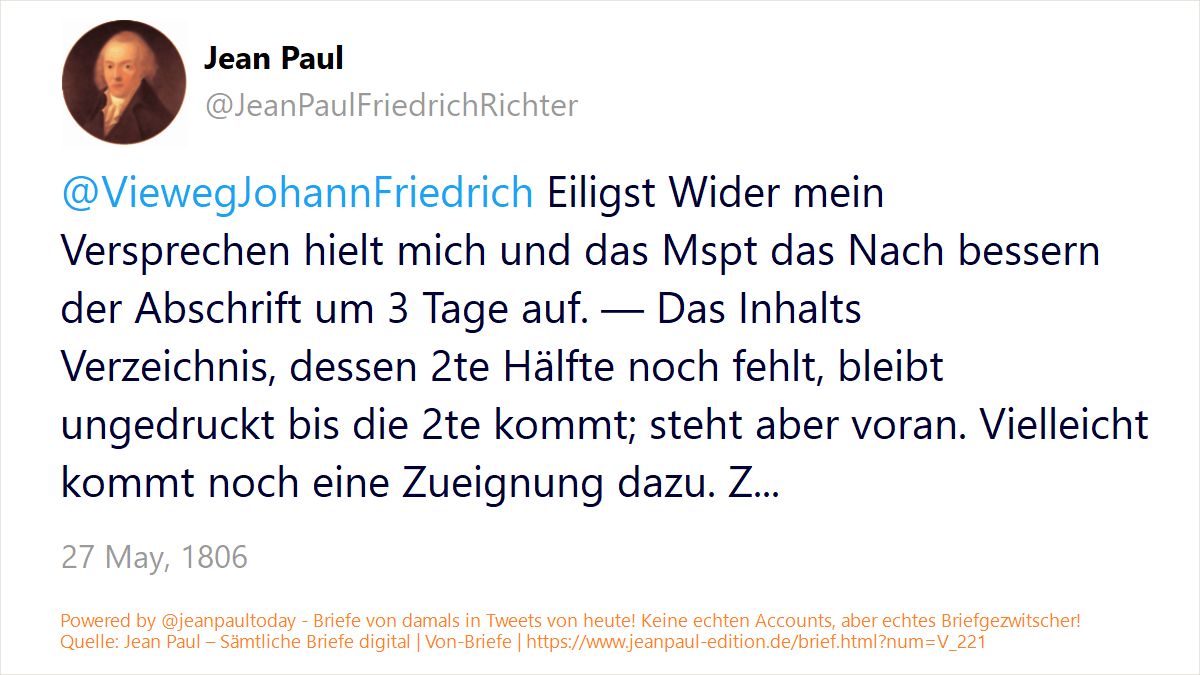 Jean Paul
@JeanPaulFriedrichRichter
@ViewegJohannFriedrich Eiligst Wider mein
Versprechen hielt mich und das Mspt das Nach bessern
der Abschrift um 3 Tage auf. — Das Inhalts
Verzeichnis, dessen 2te Hälfte noch fehlt, bleibt
ungedruckt bis die 2te kommt; steht aber voran. Vielleicht
kommt noch eine Zueignung dazu. Z...
27 May, 1806
Powered by @jeanpaultoday - Briefe von damals in Tweets von heute! Keine echten Accounts, aber echtes Briefgezwitscher!
Quelle: Jean Paul – Sämtliche Briefe digital | Von-Briefe | https://www.jeanpaul-edition.de/brief.html?num=V_221